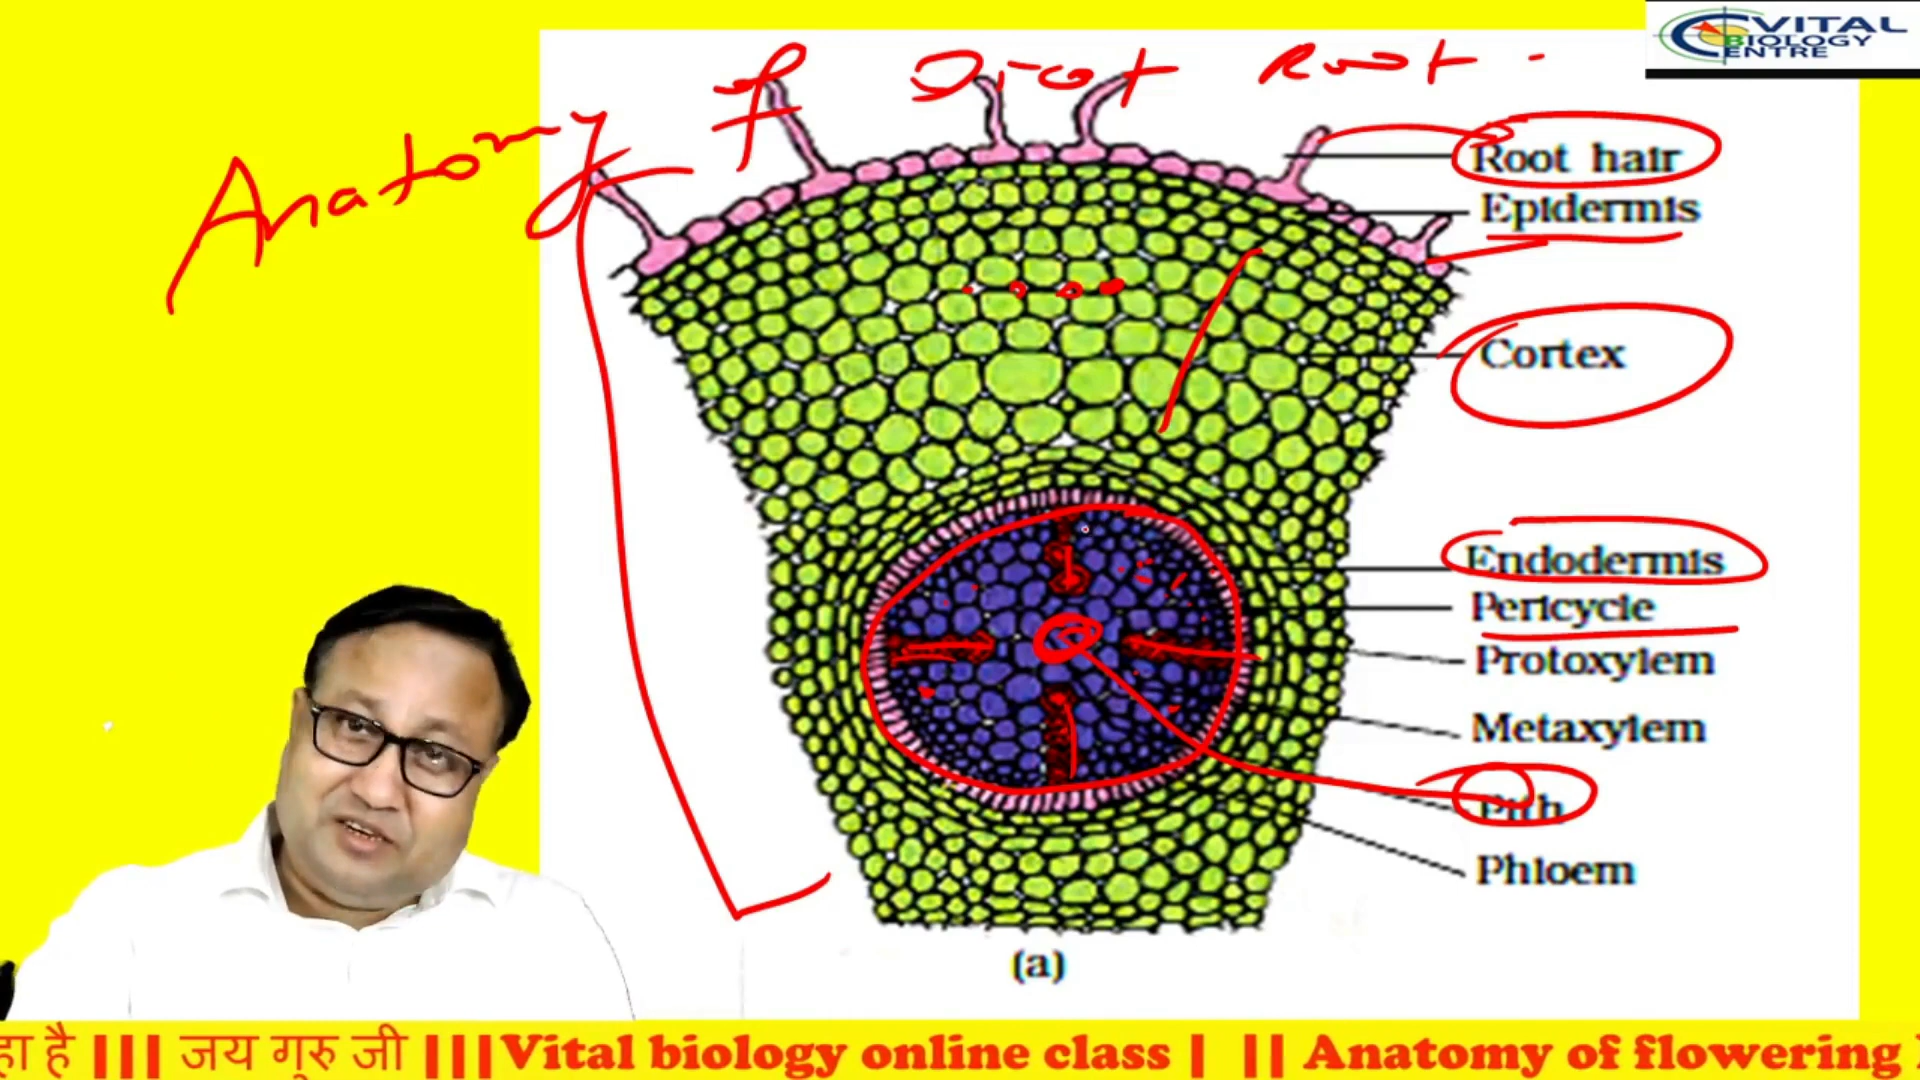 VITAL
BIOLOGY
CENTRE
Anatomy of Dicot Root.
Root hair
Epidermis
Cortex
Endodermis
Pericycle
Protoxylem
Metaxylem
Pith
Phloem
(a)
हा है ||| जय गुरु जी |||Vital biology online class | || Anatomy of flowering